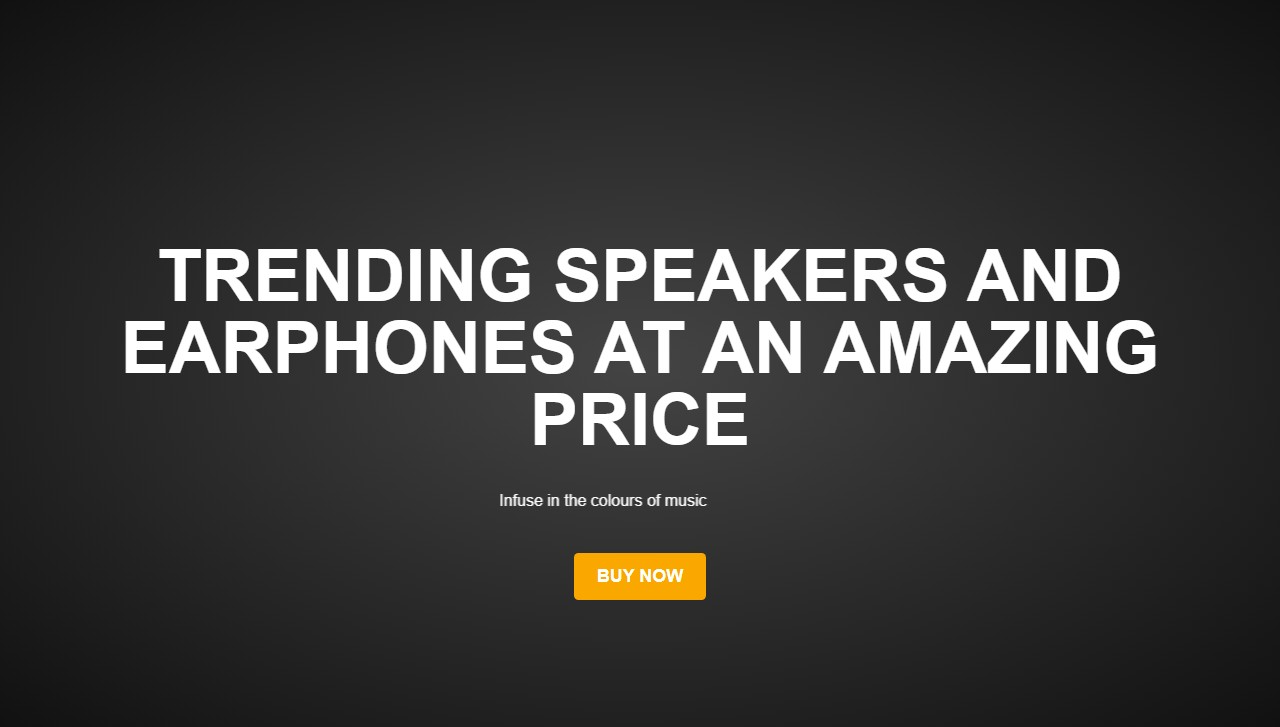 TRENDING SPEAKERS AND
EARPHONES AT AN AMAZING
PRICE
Infuse in the colours of music
BUY NOW